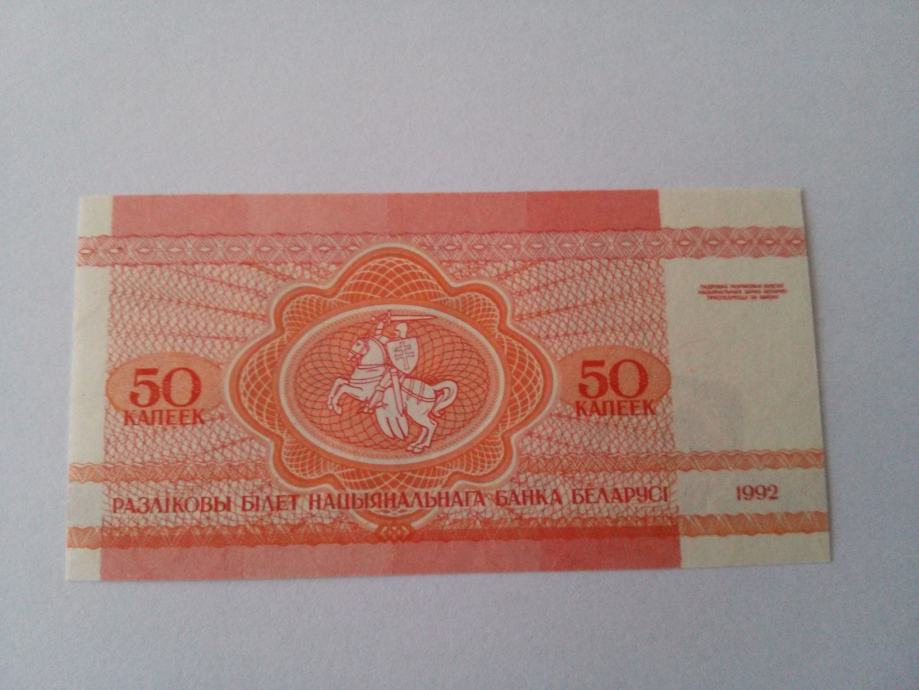 50
КАПЕЕК
50
КАПЕЕК
РАЗЛІКОВЫ БІЛЕТ НАЦЫЯНАЛЬНАГА БАНКА БЕЛАРУСІ
1992